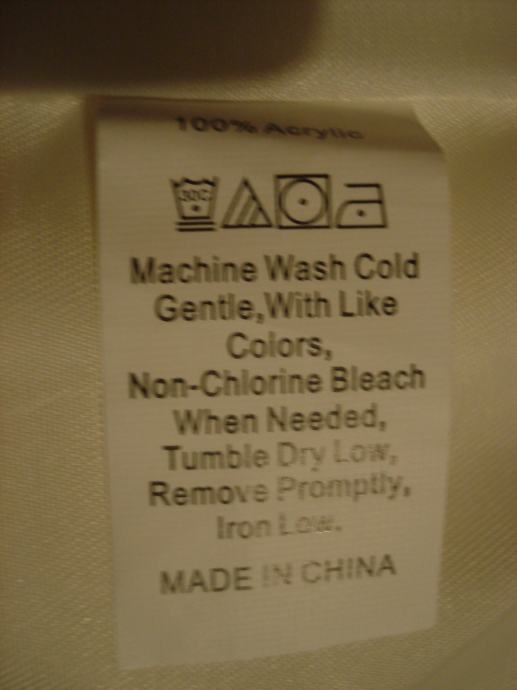 100% Acrylic
30C
Machine Wash Cold
Gentle,With Like
Colors,
Non-Chlorine Bleach
When Needed,
Tumble Dry Low,
Remove Promptly,
Iron Low.
MADE IN CHINA